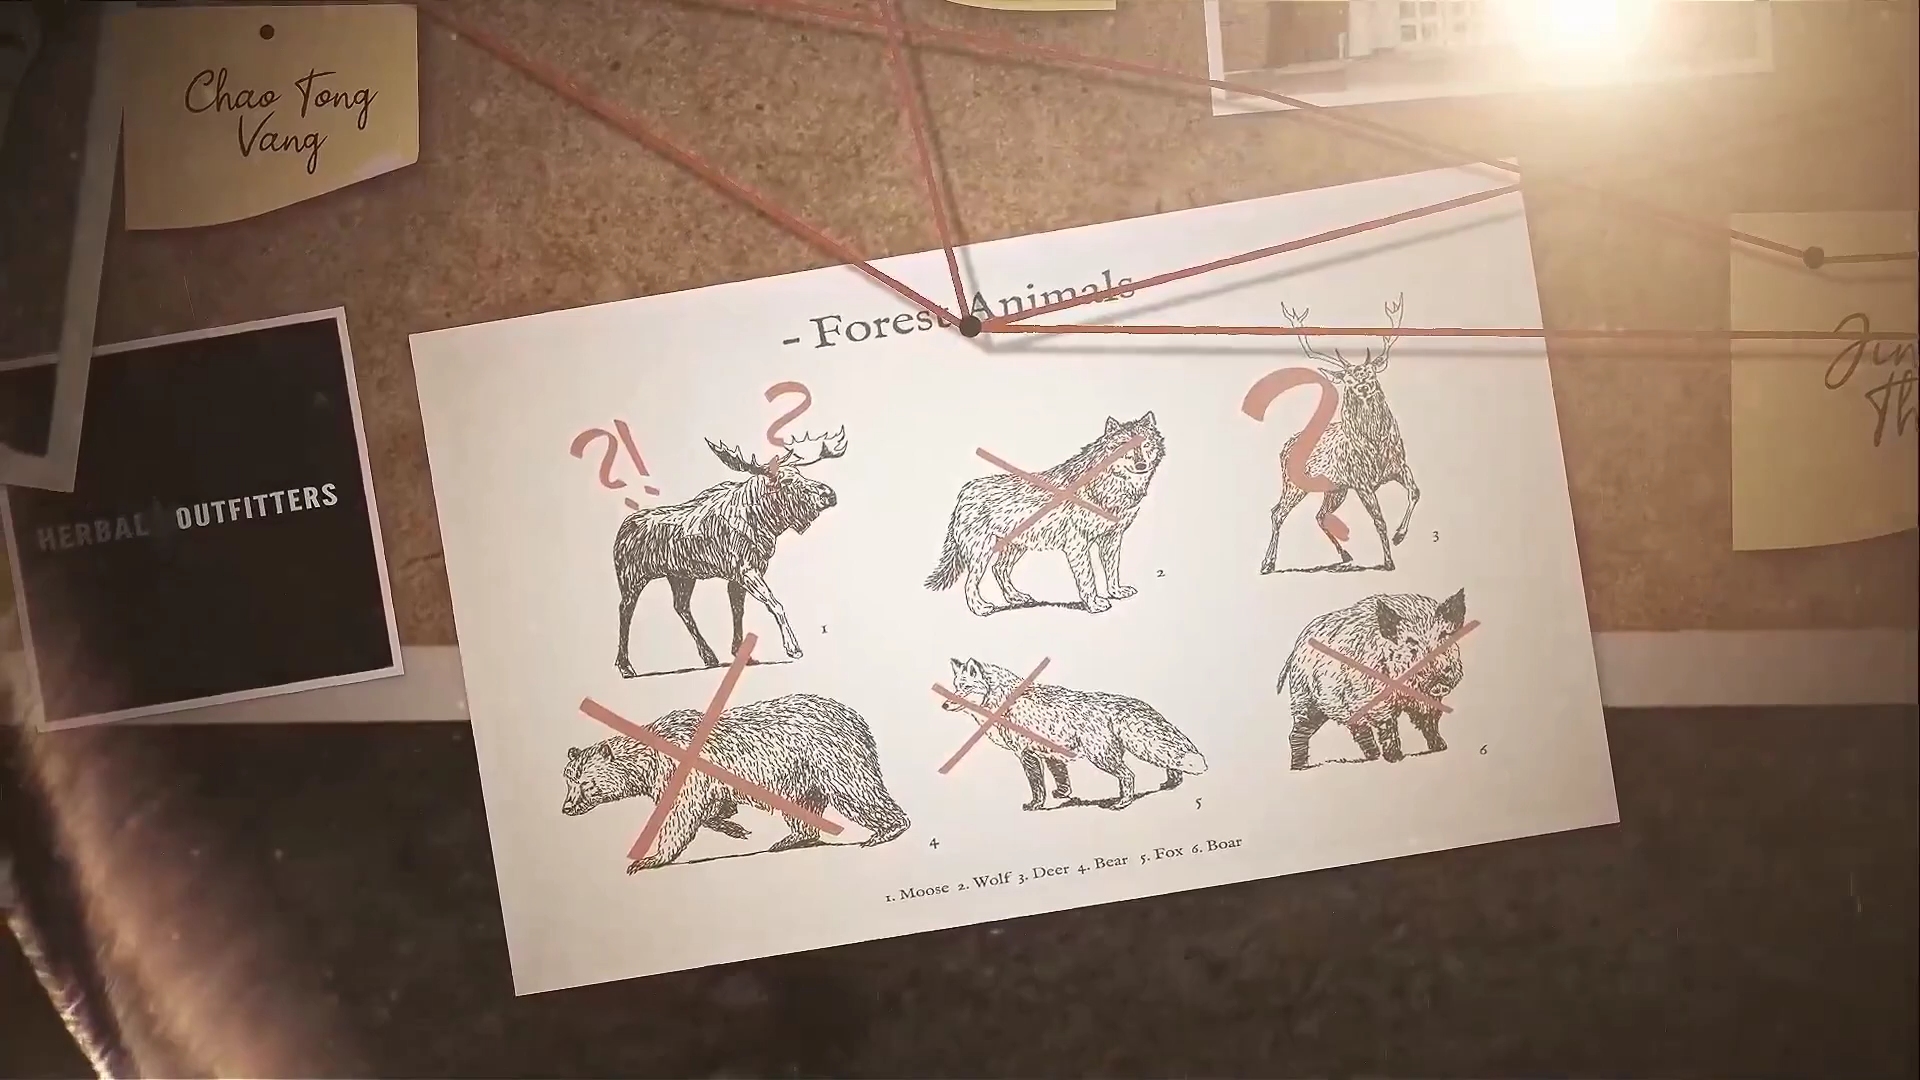 Chao Tong
Vang
- Forest Animals
?!
?
?
HERBAL OUTFITTERS
1
2
3
4
5
6
1. Moose 2. Wolf 3. Deer 4. Bear 5. Fox 6. Boar